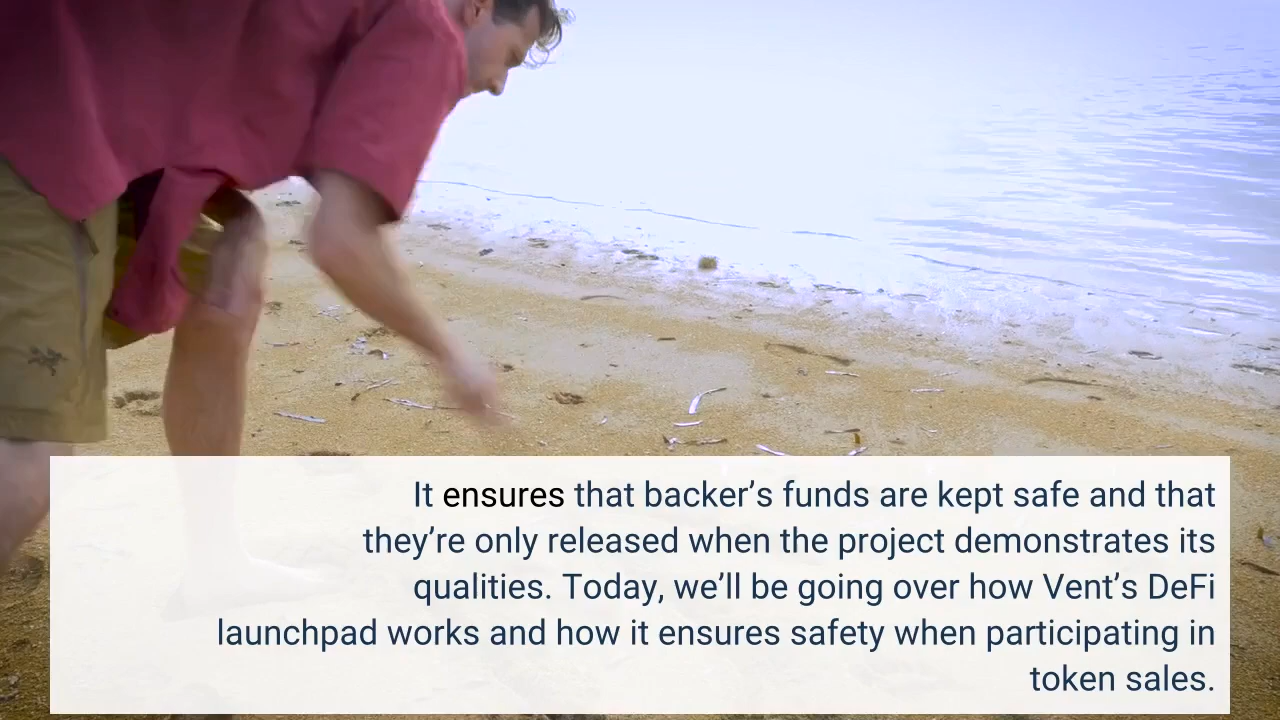 It ensures that backer’s funds are kept safe and that
they’re only released when the project demonstrates its
qualities. Today, we’ll be going over how Vent’s DeFi
launchpad works and how it ensures safety when participating in
token sales.